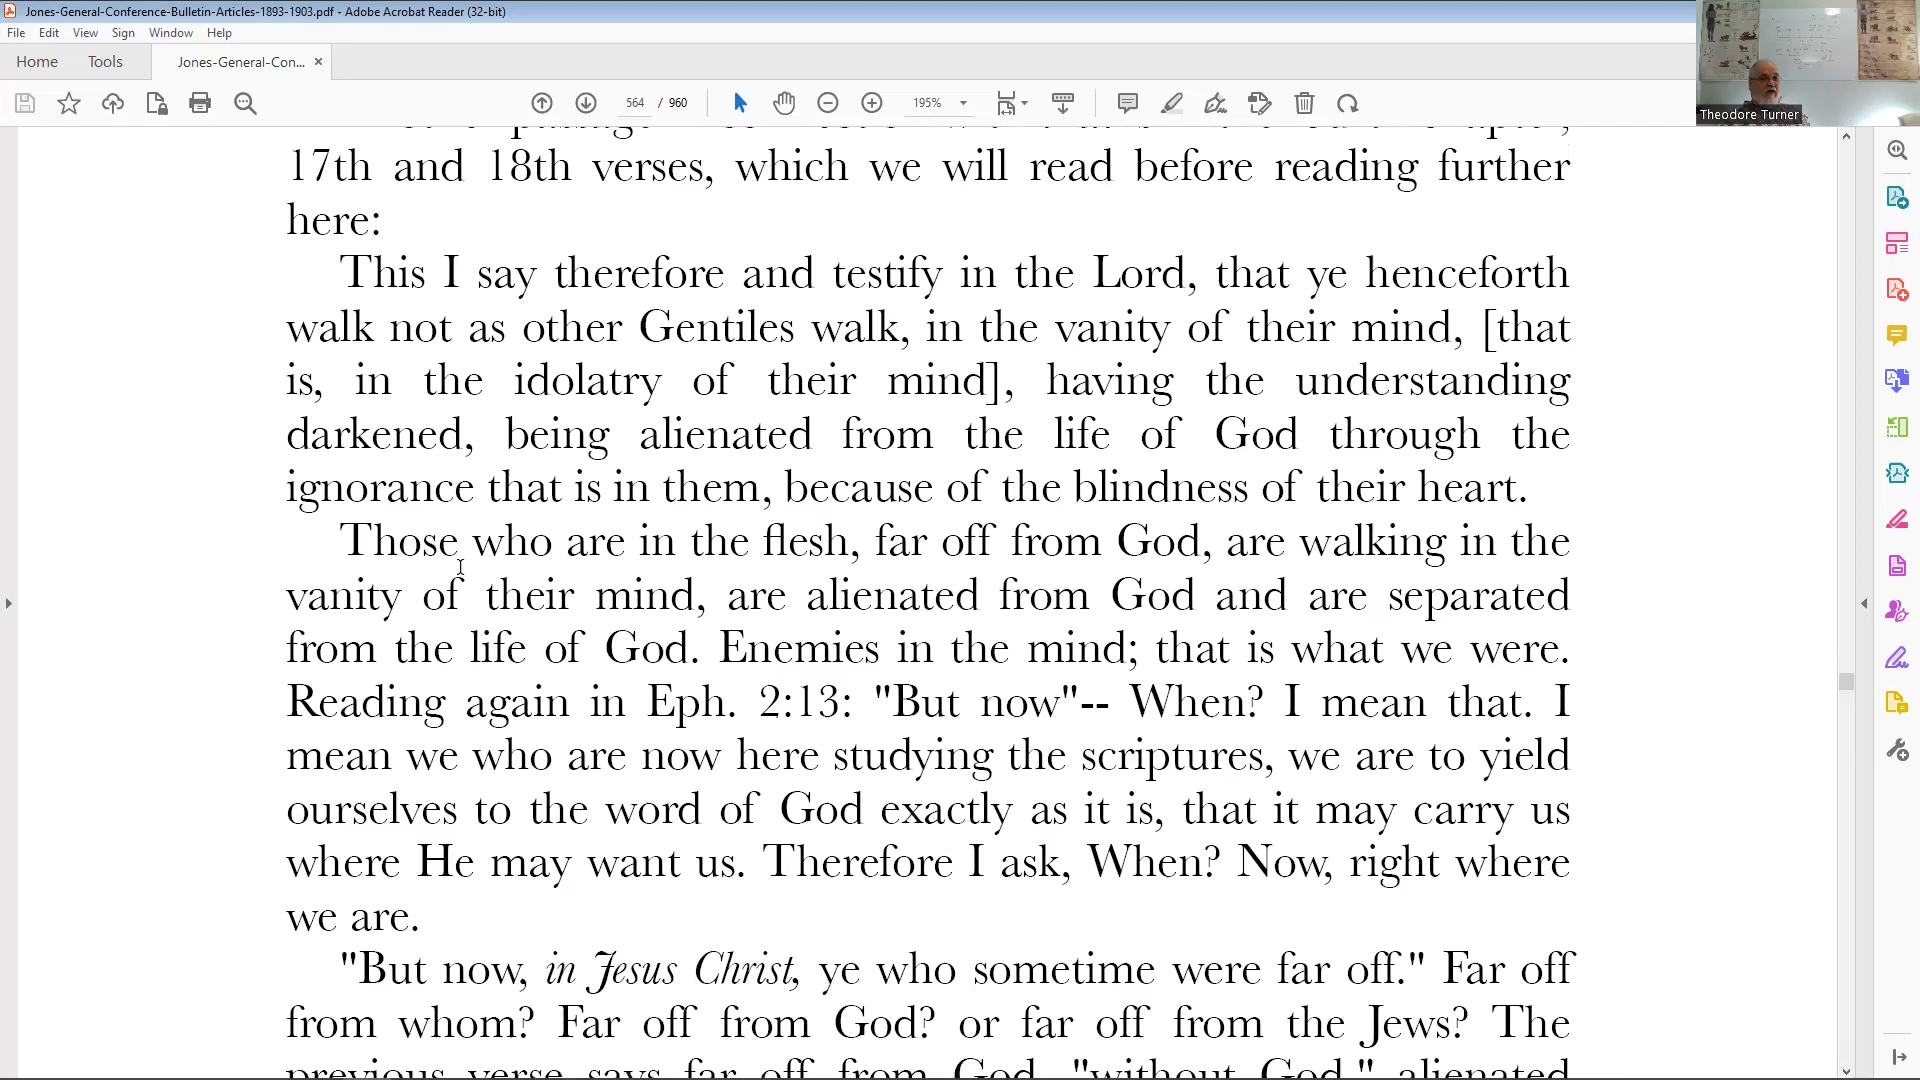 Jones-General-Conference-Bulletin-Articles-1893-1903.pdf - Adobe Acrobat Reader (32-bit)
File Edit View Sign Window Help
Home Tools Jones-General-Con... ×
564 / 960 195%
Theodore Turner
17th and 18th verses, which we will read before reading further
here:
This I say therefore and testify in the Lord, that ye henceforth
walk not as other Gentiles walk, in the vanity of their mind, [that
is, in the idolatry of their mind], having the understanding
darkened, being alienated from the life of God through the
ignorance that is in them, because of the blindness of their heart.
Those who are in the flesh, far off from God, are walking in the
vanity of their mind, are alienated from God and are separated
from the life of God. Enemies in the mind; that is what we were.
Reading again in Eph. 2:13: "But now"-- When? I mean that. I
mean we who are now here studying the scriptures, we are to yield
ourselves to the word of God exactly as it is, that it may carry us
where He may want us. Therefore I ask, When? Now, right where
we are.
"But now, in Jesus Christ, ye who sometime were far off." Far off
from whom? Far off from God? or far off from the Jews? The
previous verse says far off from God, "without God," alienated